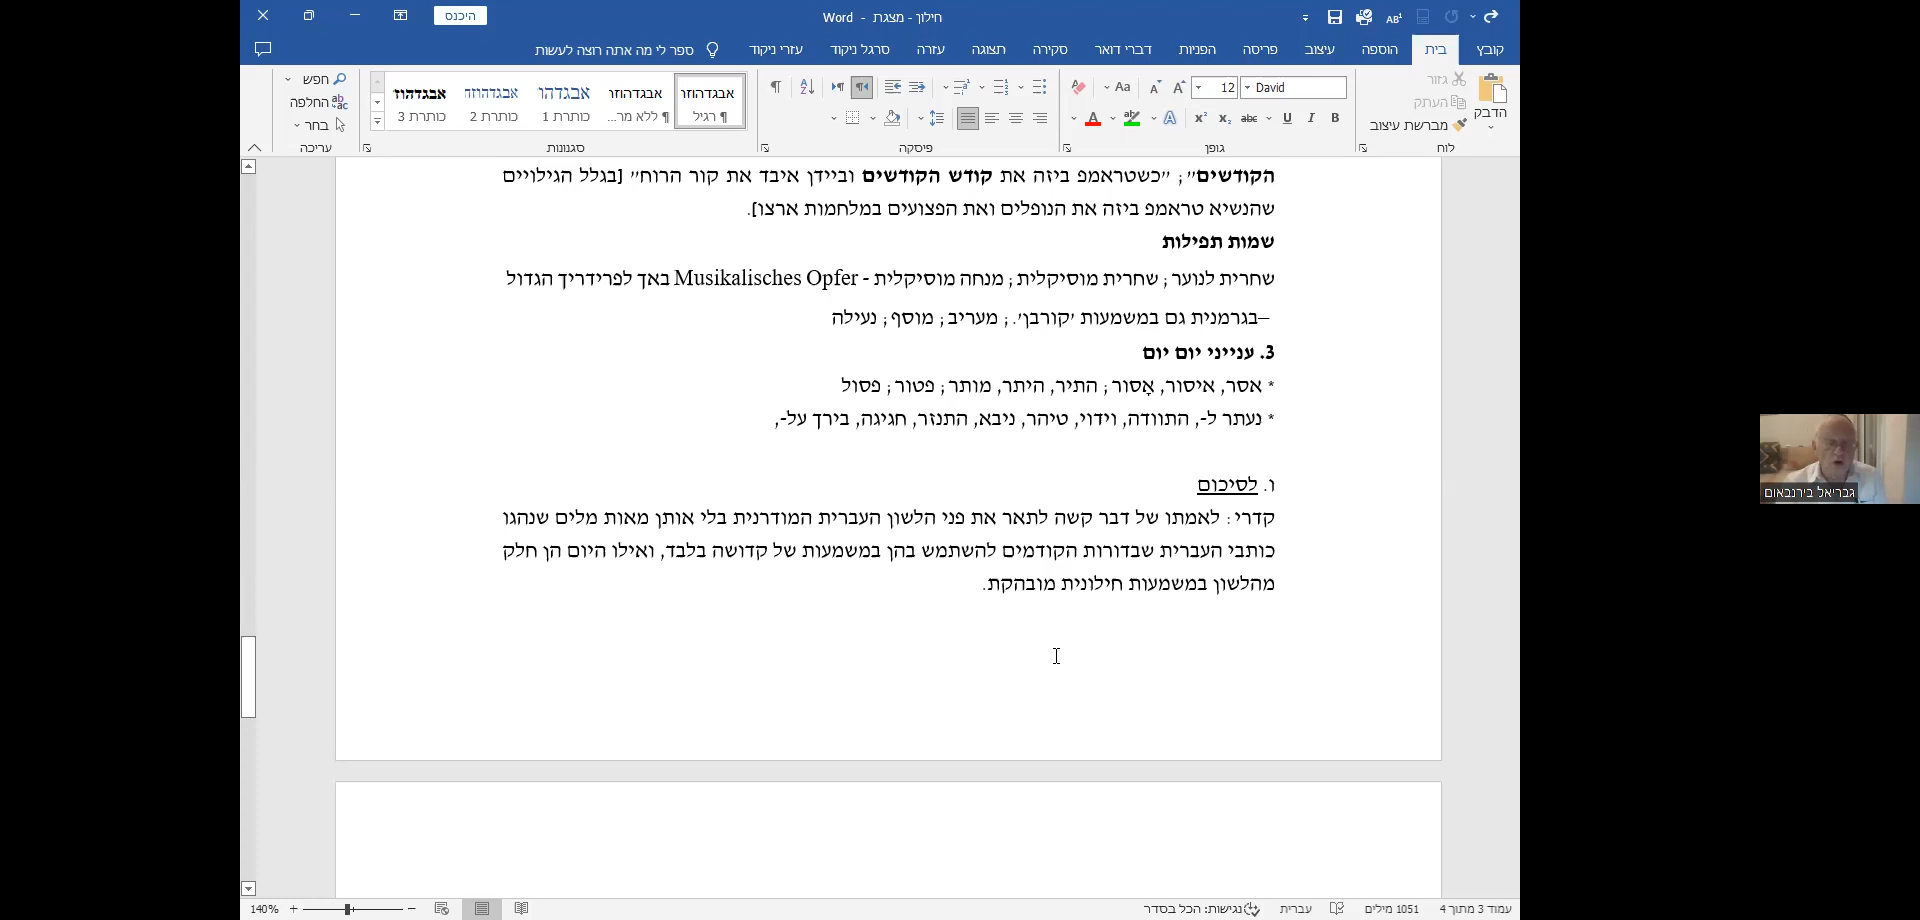 חילוך - מצגת - Word
היכנס
קובץ
בית
הוספה
עיצוב
פריסה
הפניות
דברי דואר
סקירה
תצוגה
עזרה
סרגל ניקוד
עזרי ניקוד
ספר לי מה אתה רוצה לעשות
הדבק
גזור
העתק
מברשת עיצוב
לוח
David
12
גופן
פיסקה
אבגדהוזר
רגיל
אבגדהוזר
ללא מר...
אבגדהו
כותרת 1
אבגדהוזח
כותרת 2
אבגדהוז
כותרת 3
סגנונות
חפש
החלפה
בחר
עריכה
הקודשים"; "כשטראמפ ביזה את קודש הקודשים וביידן איבד את קור הרוח" [בגלל הגילויים
שהנשיא טראמפ ביזה את הנופלים ואת הפצועים במלחמות ארצו].
שמות תפילות
שחרית לנוער; שחרית מוסיקלית; מנחה מוסיקלית - Musikalisches Opfer באך לפרידריך הגדול
–בגרמנית גם במשמעות 'קורבן'.; מעריב; מוסף; נעילה
3. ענייני יום יום
* אסר, איסור, אָסור; התיר, היתר, מותר; פטור; פסול
* נעתר ל-, התוודה, וידוי, טיהר, ניבא, התנזר, חגיגה, בירך על-,
ו. לסיכום
קדרי: לאמתו של דבר קשה לתאר את פני הלשון העברית המודרנית בלי אותן מאות מלים שנהגו
כותבי העברית שבדורות הקודמים להשתמש בהן במשמעות של קדושה בלבד, ואילו היום הן חלק
מהלשון במשמעות חילונית מובהקת.
גבריאל בירנבאום
עמוד 3 מתוך 4
1051 מילים
עברית
נגישות: הכל בסדר
140%